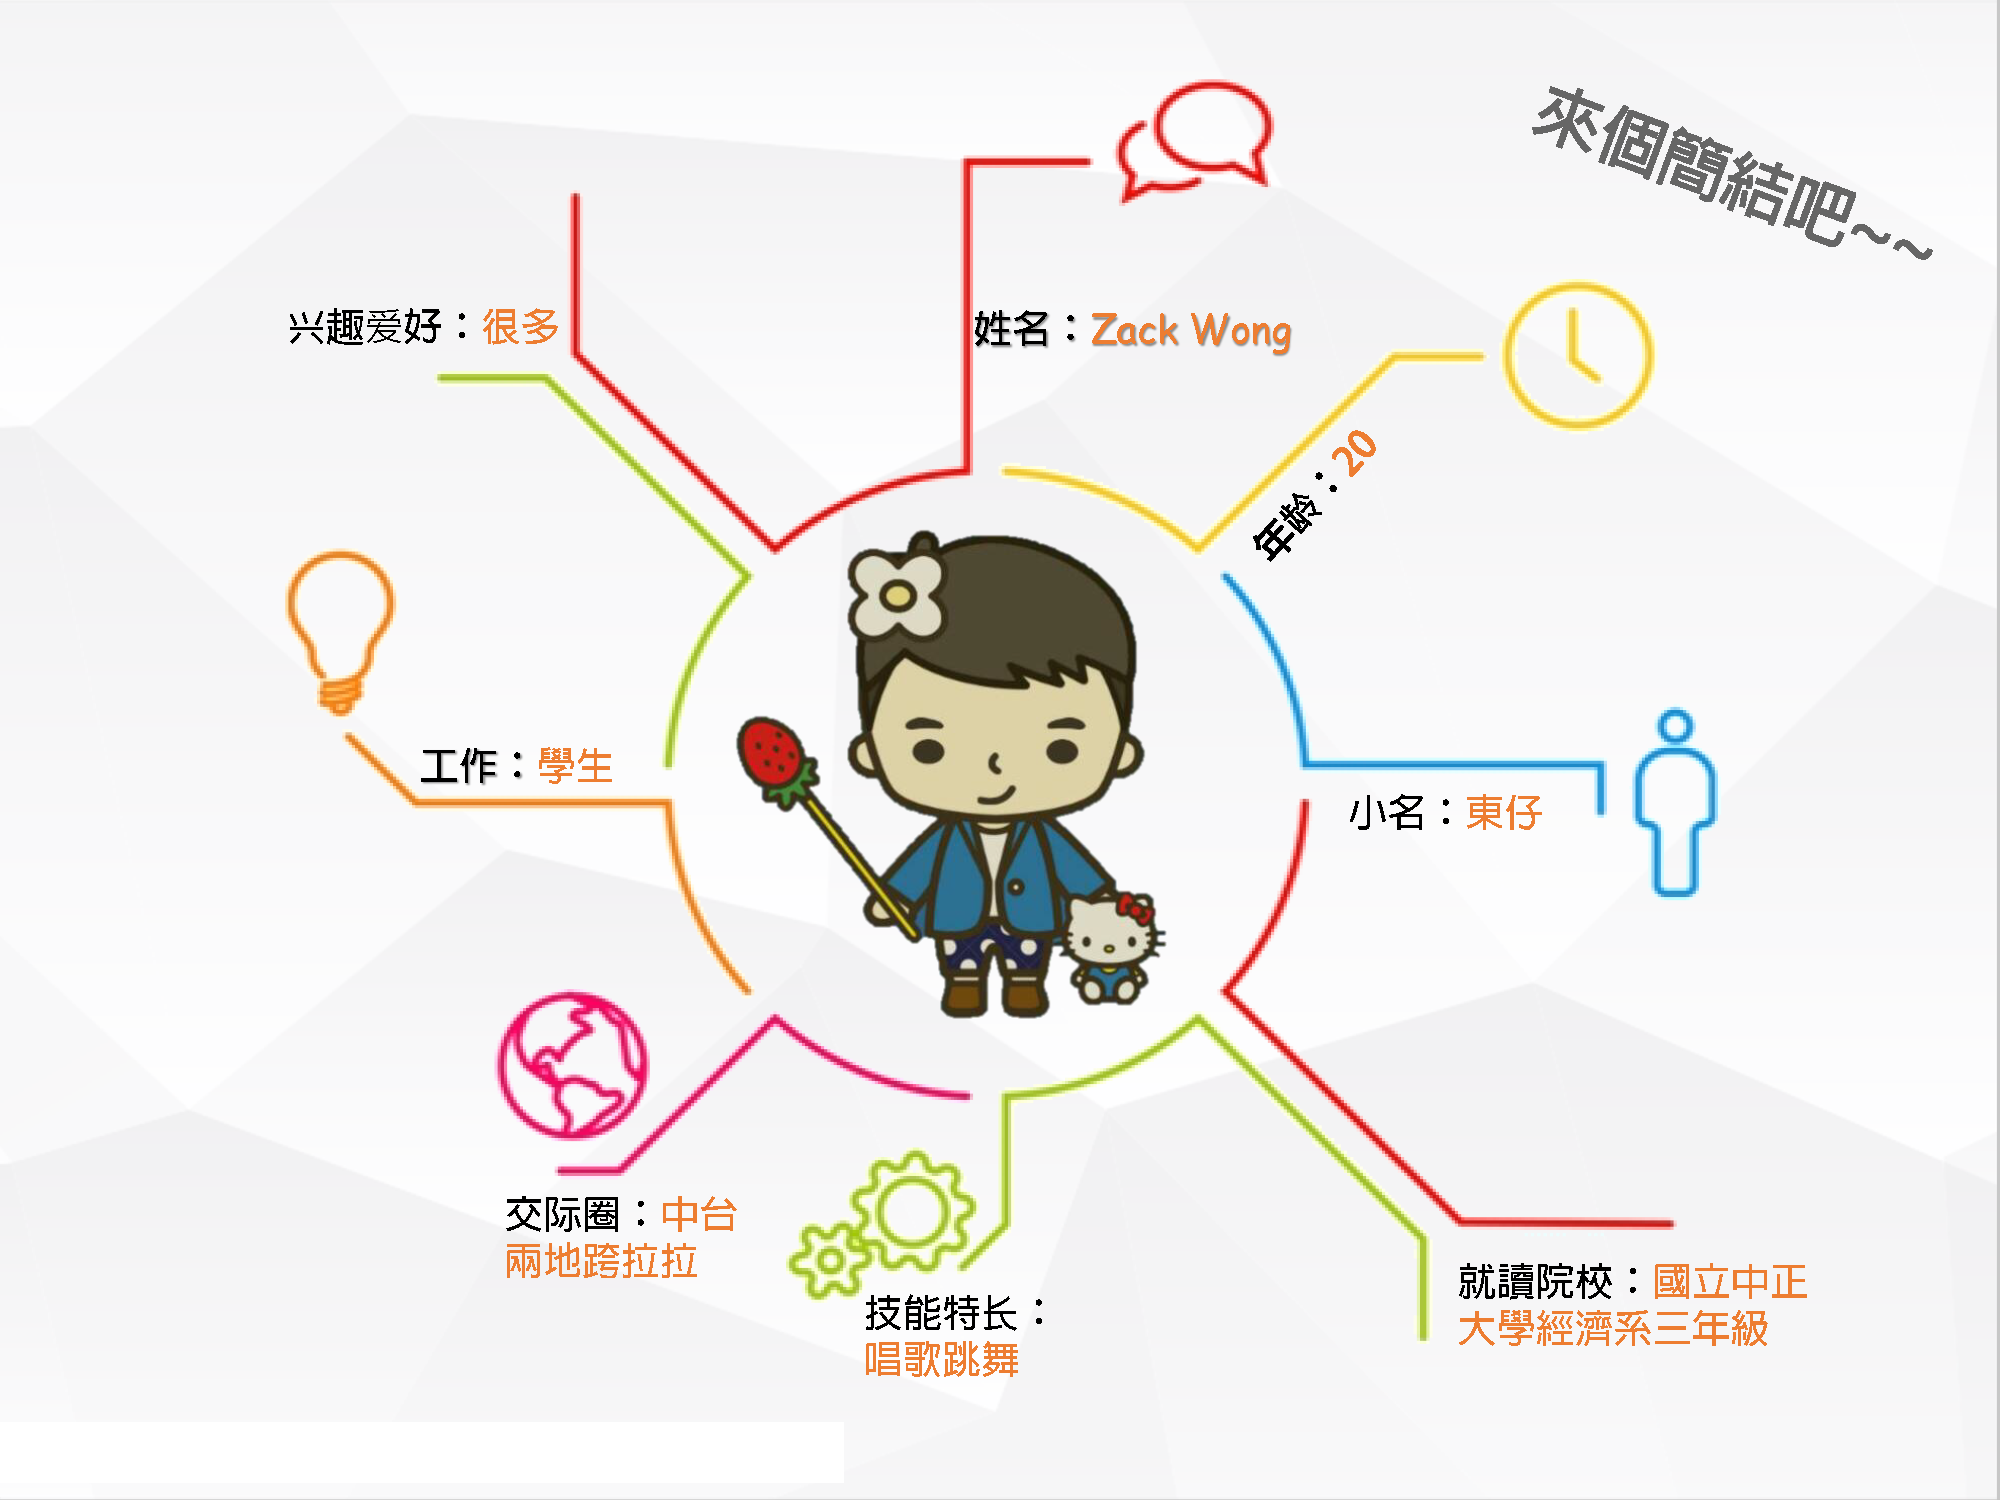 來個簡結吧~~
兴趣爱好：很多
姓名：Zack Wong
年龄：20
工作：學生
小名：東仔
交际圈：中台
兩地跨拉拉
技能特长：
唱歌跳舞
就讀院校：國立中正
大學經濟系三年級